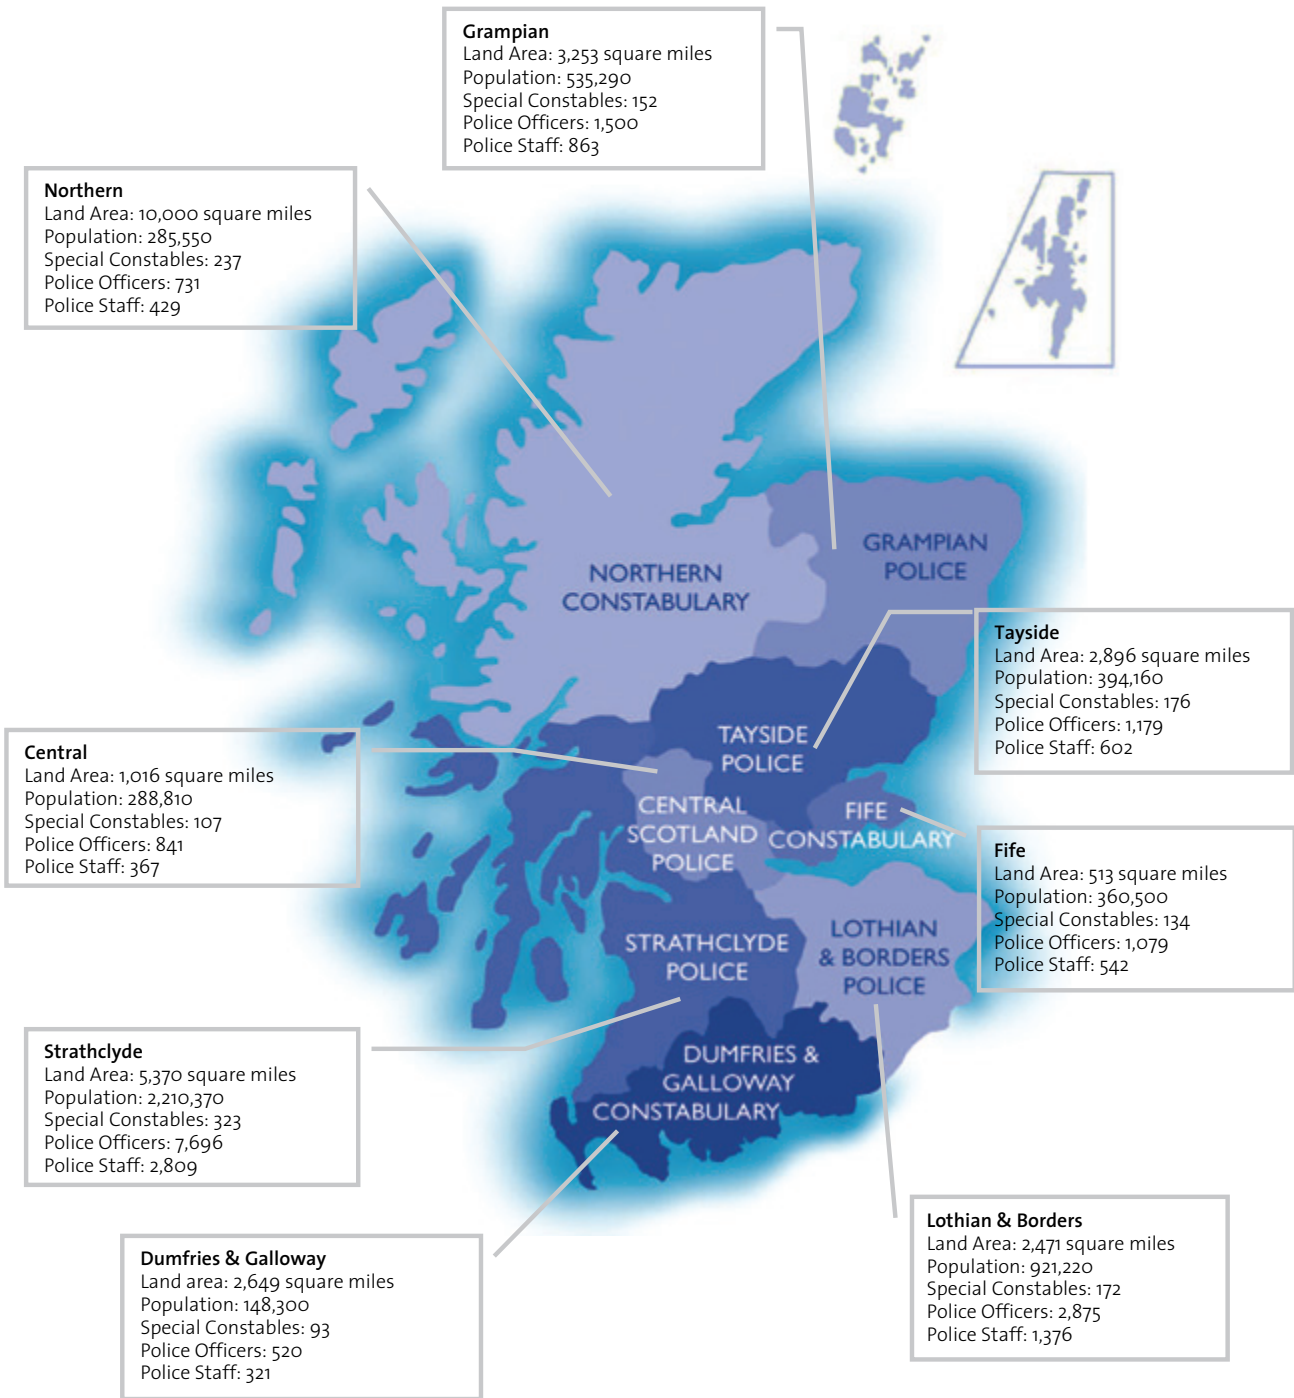 Grampian
Land Area: 3,253 square miles
Population: 535,290
Special Constables: 152
Police Officers: 1,500
Police Staff: 863
Northern
Land Area: 10,000 square miles
Population: 285,550
Special Constables: 237
Police Officers: 731
Police Staff: 429
GRAMPIAN
POLICE
NORTHERN
CONSTABULARY
Tayside
Land Area: 2,896 square miles
Population: 394,160
Special Constables: 176
Police Officers: 1,179
Police Staff: 602
TAYSIDE
POLICE
Central
Land Area: 1,016 square miles
Population: 288,810
Special Constables: 107
Police Officers: 841
Police Staff: 367
CENTRAL
SCOTLAND
POLICE
FIFE
CONSTABULARY
Fife
Land Area: 513 square miles
Population: 360,500
Special Constables: 134
Police Officers: 1,079
Police Staff: 542
STRATHCLYDE
POLICE
LOTHIAN
& BORDERS
POLICE
Strathclyde
Land Area: 5,370 square miles
Population: 2,210,370
Special Constables: 323
Police Officers: 7,696
Police Staff: 2,809
DUMFRIES &
GALLOWAY
CONSTABULARY
Lothian & Borders
Land Area: 2,471 square miles
Population: 921,220
Special Constables: 172
Police Officers: 2,875
Police Staff: 1,376
Dumfries & Galloway
Land area: 2,649 square miles
Population: 148,300
Special Constables: 93
Police Officers: 520
Police Staff: 321